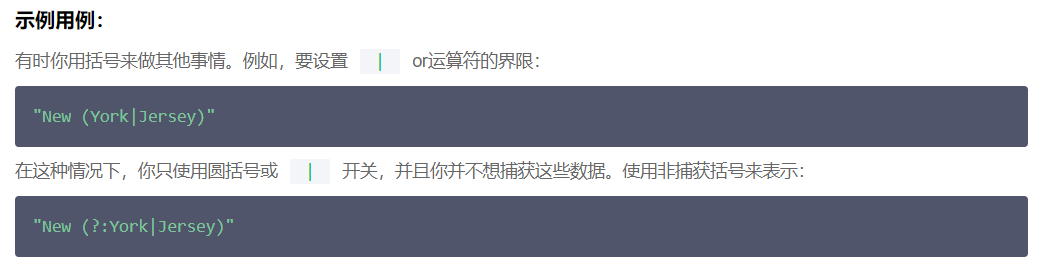 示例用例：
有时你用括号来做其他事情。例如，要设置 | or运算符的界限：
"New (York|Jersey)"
在这种情况下，你只使用圆括号或 | 开关，并且你并不想捕获这些数据。使用非捕获括号来表示：
"New (?:York|Jersey)"